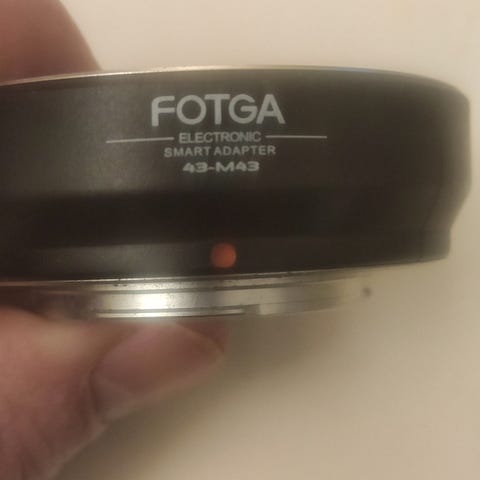 FOTGA
ELECTRONIC
SMART ADAPTER
43-M43